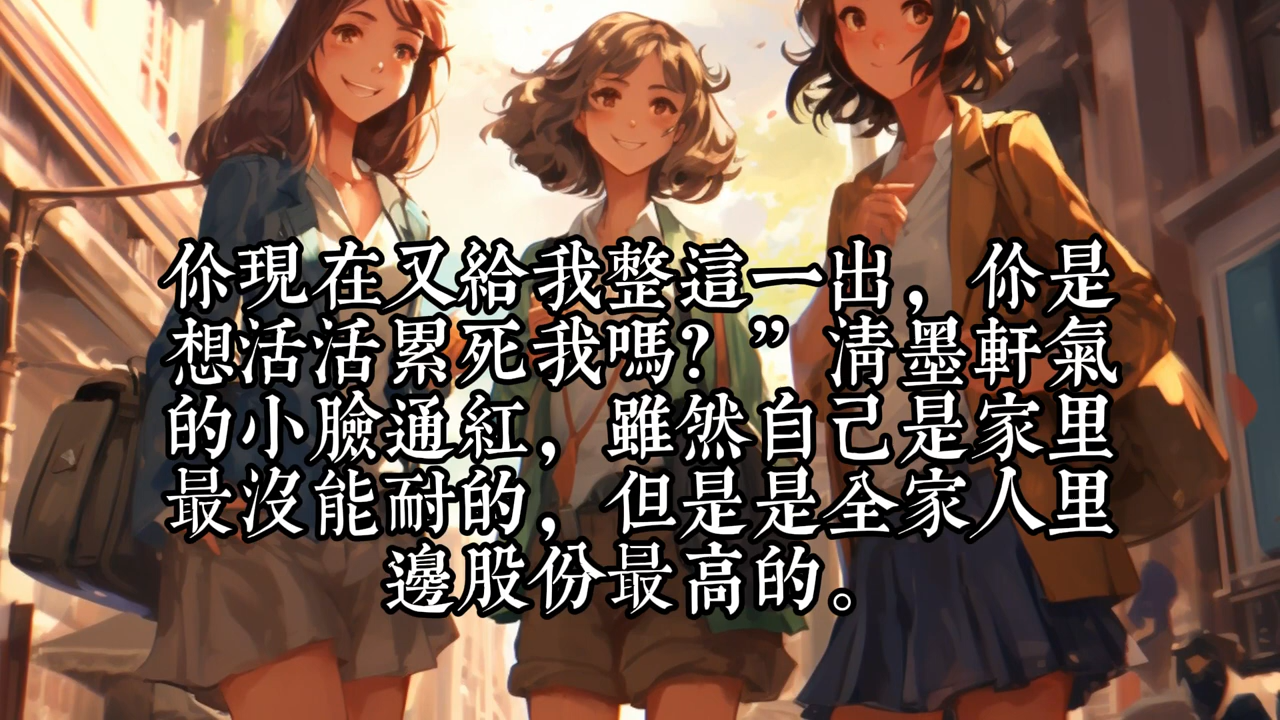 你現在又給我整這一出，你是
想活活累死我嗎？”清墨軒氣
的小臉通紅，雖然自己是家里
最沒能耐的，但是是全家人里
邊股份最高的。